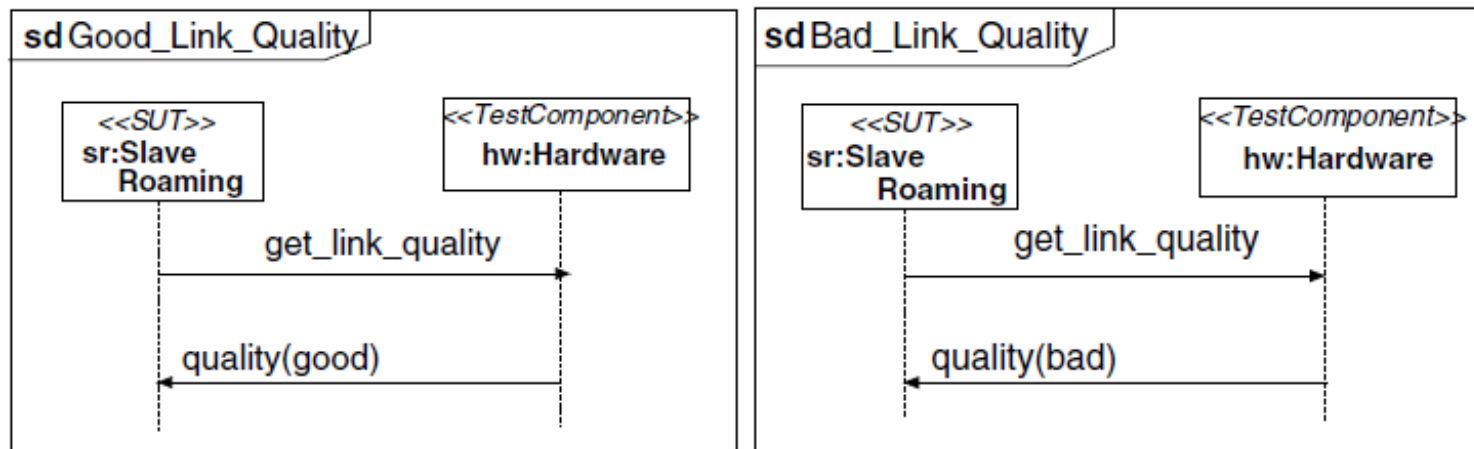 sd Good_Link_Quality
<<SUT>>
sr:Slave
Roaming
<<TestComponent>>
hw:Hardware
get_link_quality
quality(good)
sd Bad_Link_Quality
<<SUT>>
sr:Slave
Roaming
<<TestComponent>>
hw:Hardware
get_link_quality
quality(bad)